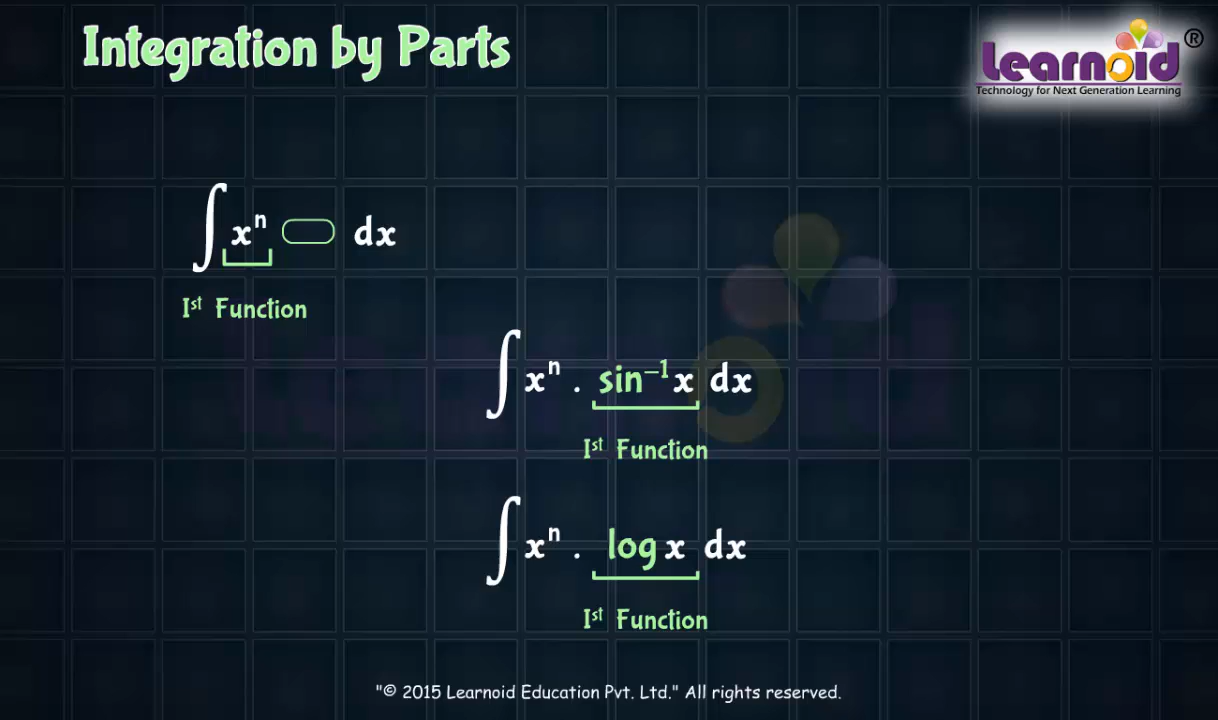 Integration by Parts
Learnoid ®
Technology for Next Generation Learning
∫ xⁿ dx
Iˢᵗ Function
∫ xⁿ . sin⁻¹x dx
Iˢᵗ Function
∫ xⁿ . log x dx
Iˢᵗ Function
"© 2015 Learnoid Education Pvt. Ltd." All rights reserved.